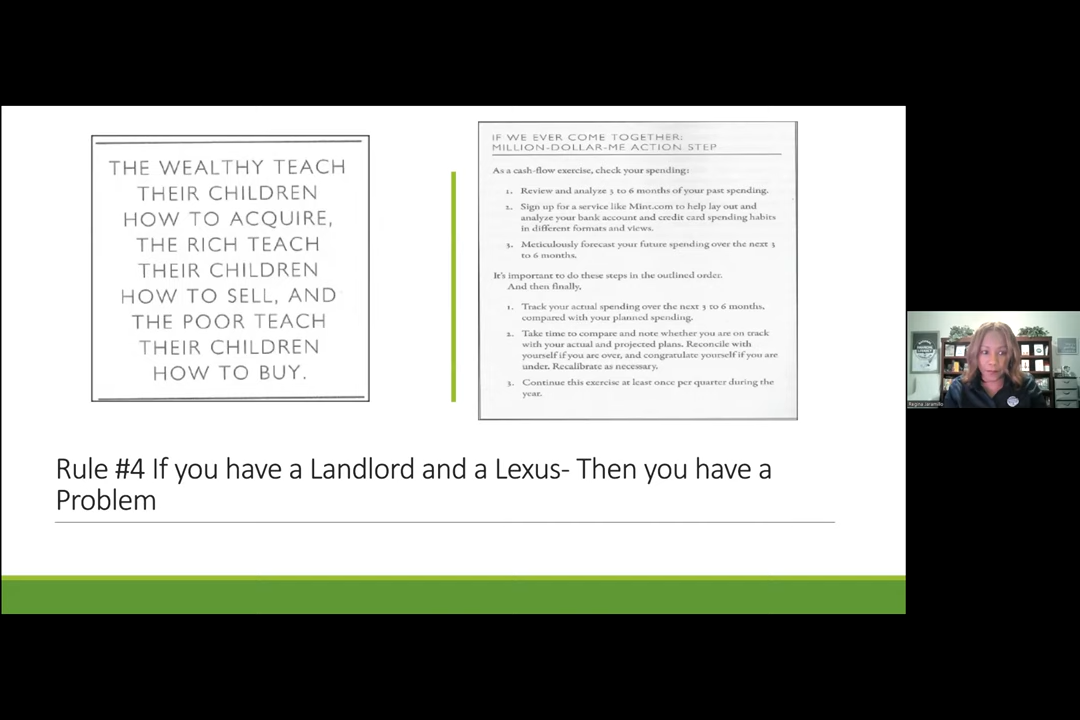 THE WEALTHY TEACH
THEIR CHILDREN
HOW TO ACQUIRE,
THE RICH TEACH
THEIR CHILDREN
HOW TO SELL, AND
THE POOR TEACH
THEIR CHILDREN
HOW TO BUY.
IF WE EVER COME TOGETHER:
MILLION-DOLLAR-ME ACTION STEP
As a cash-flow exercise, check your spending:
1. Review and analyze 3 to 6 months of your past spending.
2. Sign up for a service like Mint.com to help lay out and
analyze your bank account and credit card spending habits
in different formats and views.
3. Meticulously forecast your future spending over the next 3
to 6 months.
It's important to do these steps in the outlined order.
And then finally,
1. Track your actual spending over the next 3 to 6 months,
compared with your planned spending.
2. Take time to compare and note whether you are on track
with your actual and projected plans. Reconcile with
yourself if you are over, and congratulate yourself if you are
under. Recalibrate as necessary.
3. Continue this exercise at least once per quarter during the
year.
Rule #4 If you have a Landlord and a Lexus- Then you have a
Problem
Regina Jaramillo